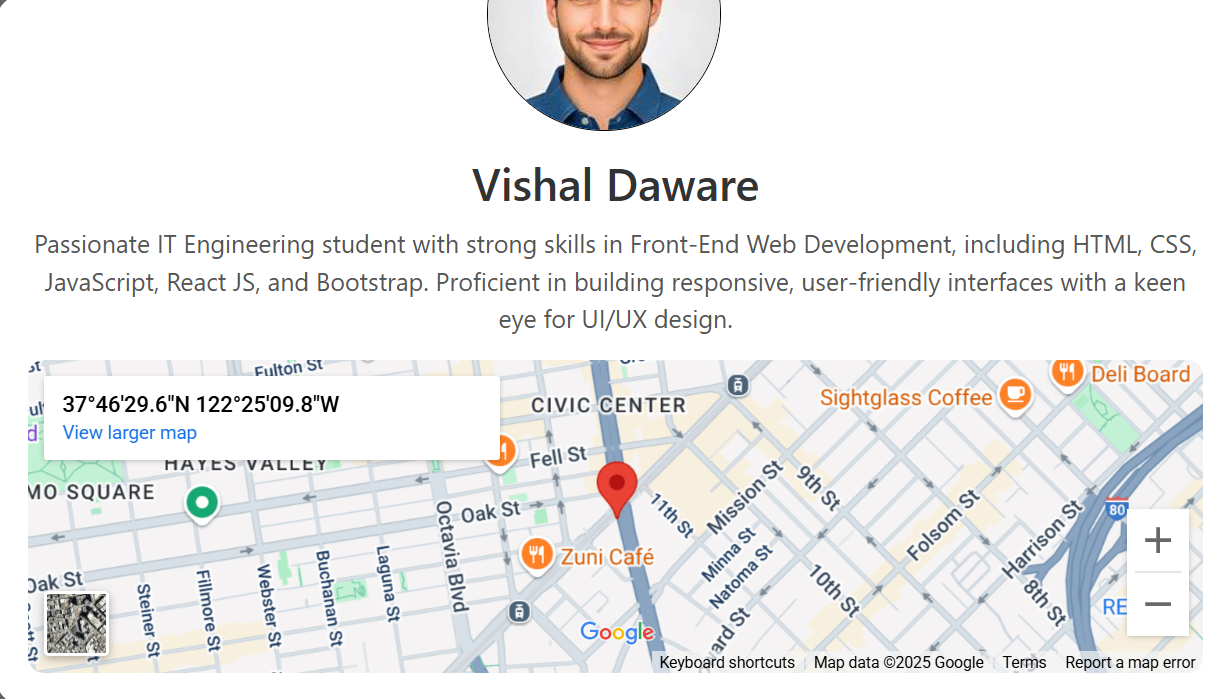 Vishal Daware
Passionate IT Engineering student with strong skills in Front-End Web Development, including HTML, CSS,
JavaScript, React JS, and Bootstrap. Proficient in building responsive, user-friendly interfaces with a keen
eye for UI/UX design.
Fulton St
Deli Board
37°46'29.6"N 122°25'09.8"W
View larger map
CIVIC CENTER
Sightglass Coffee
HAYES VALLEY
Fell St
MO SQUARE
Oak St
Octavia Blvd
11th St
Mission St
9th St
Folsom St
Harrison St
80
Zuni Café
Minna St
Natoma St
10th St
8th St
Oak St
Steiner St
Fillmore St
Webster St
Buchanan St
Laguna St
RE
ard St
Google
Keyboard shortcuts
Map data ©2025 Google
Terms
Report a map error